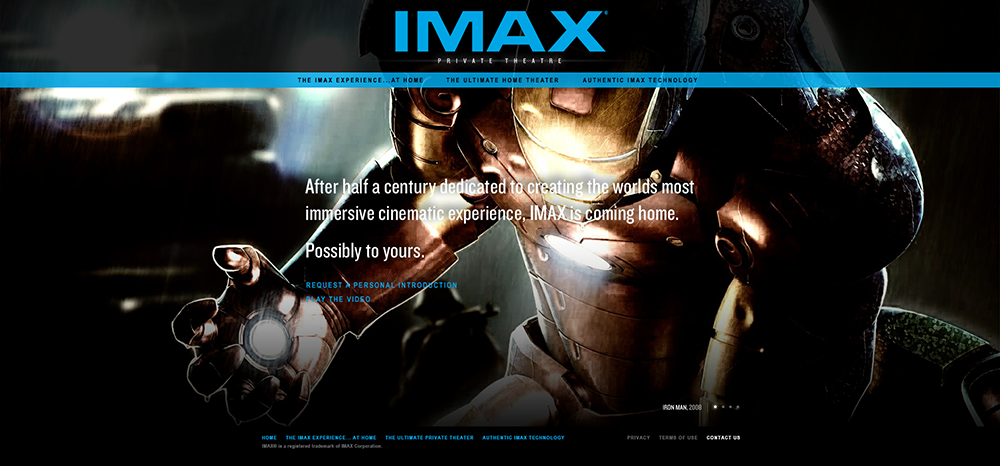 IMAX®
PRIVATE THEATRE
THE IMAX EXPERIENCE...AT HOME THE ULTIMATE HOME THEATER AUTHENTIC IMAX TECHNOLOGY
After half a century dedicated to creating the worlds most
immersive cinematic experience, IMAX is coming home.
Possibly to yours.
REQUEST A PERSONAL INTRODUCTION
PLAY THE VIDEO
IRON MAN, 2008
HOME THE IMAX EXPERIENCE... AT HOME THE ULTIMATE PRIVATE THEATER AUTHENTIC IMAX TECHNOLOGY PRIVACY TERMS OF USE CONTACT US
IMAX® is a registered trademark of IMAX Corporation.